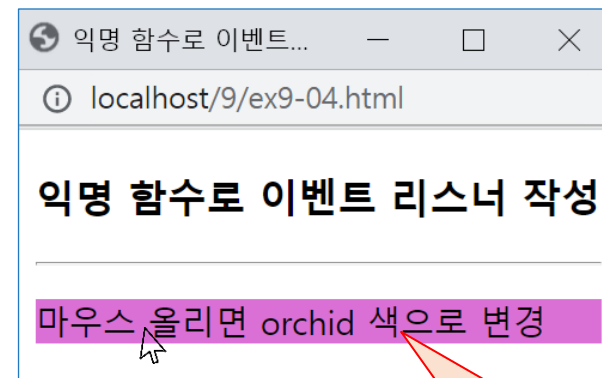 익명 함수로 이벤트...
localhost/9/ex9-04.html
익명 함수로 이벤트 리스너 작성
마우스 올리면 orchid 색으로 변경